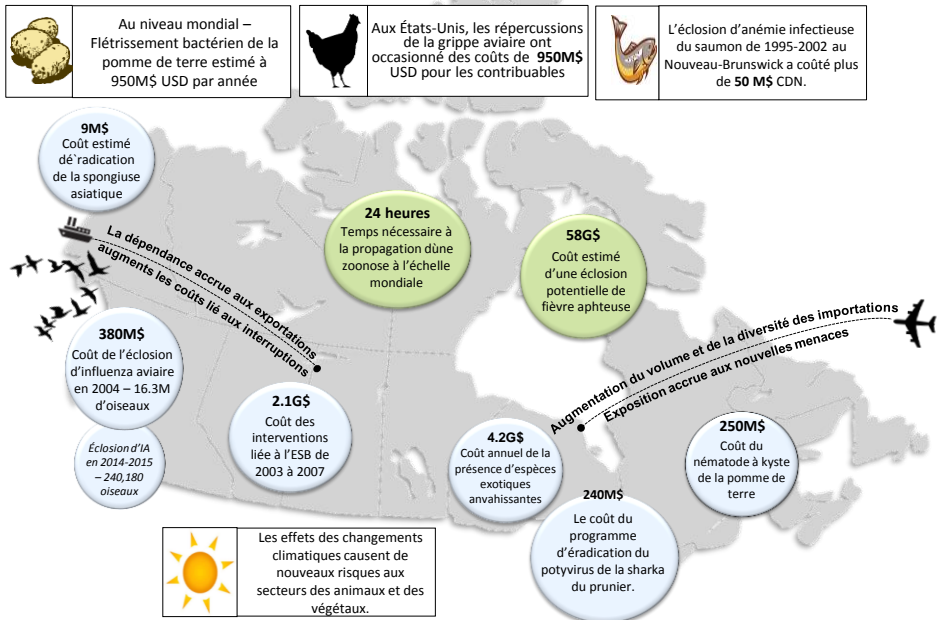 Au niveau mondial –
Flétrissement bactérien de la
pomme de terre estimé à
950M$ USD par année
Aux États-Unis, les répercussions
de la grippe aviaire ont
occasionné des coûts de 950M$
USD pour les contribuables
L'éclosion d'anémie infectieuse
du saumon de 1995-2002 au
Nouveau-Brunswick a coûté plus
de 50 M$ CDN.
9M$
Coût estimé
dé`radication
de la spongiuse
asiatique
24 heures
Temps nécessaire à
la propagation dùne
zoonose à l'échelle
mondiale
58G$
Coût estimé
d'une éclosion
potentielle de
fièvre aphteuse
La dépendance accrue aux exportations
augments les coûts lié aux interruptions
Augmentation du volume et de la diversité des importations
Exposition accrue aux nouvelles menaces
380M$
Coût de l'éclosion
d'influenza aviaire
en 2004 – 16.3M
d'oiseaux
Éclosion d'IA
en 2014-2015
– 240,180
oiseaux
2.1G$
Coût des
interventions
liée à l'ESB de
2003 à 2007
4.2G$
Coût annuel de la
présence d'espèces
exotiques
anvahissantes
250M$
Coût du
nématode à kyste
de la pomme de
terre
240M$
Le coût du
programme
d'éradication du
potyvirus de la sharka
du prunier.
Les effets des changements
climatiques causent de
nouveaux risques aux
secteurs des animaux et des
végétaux.